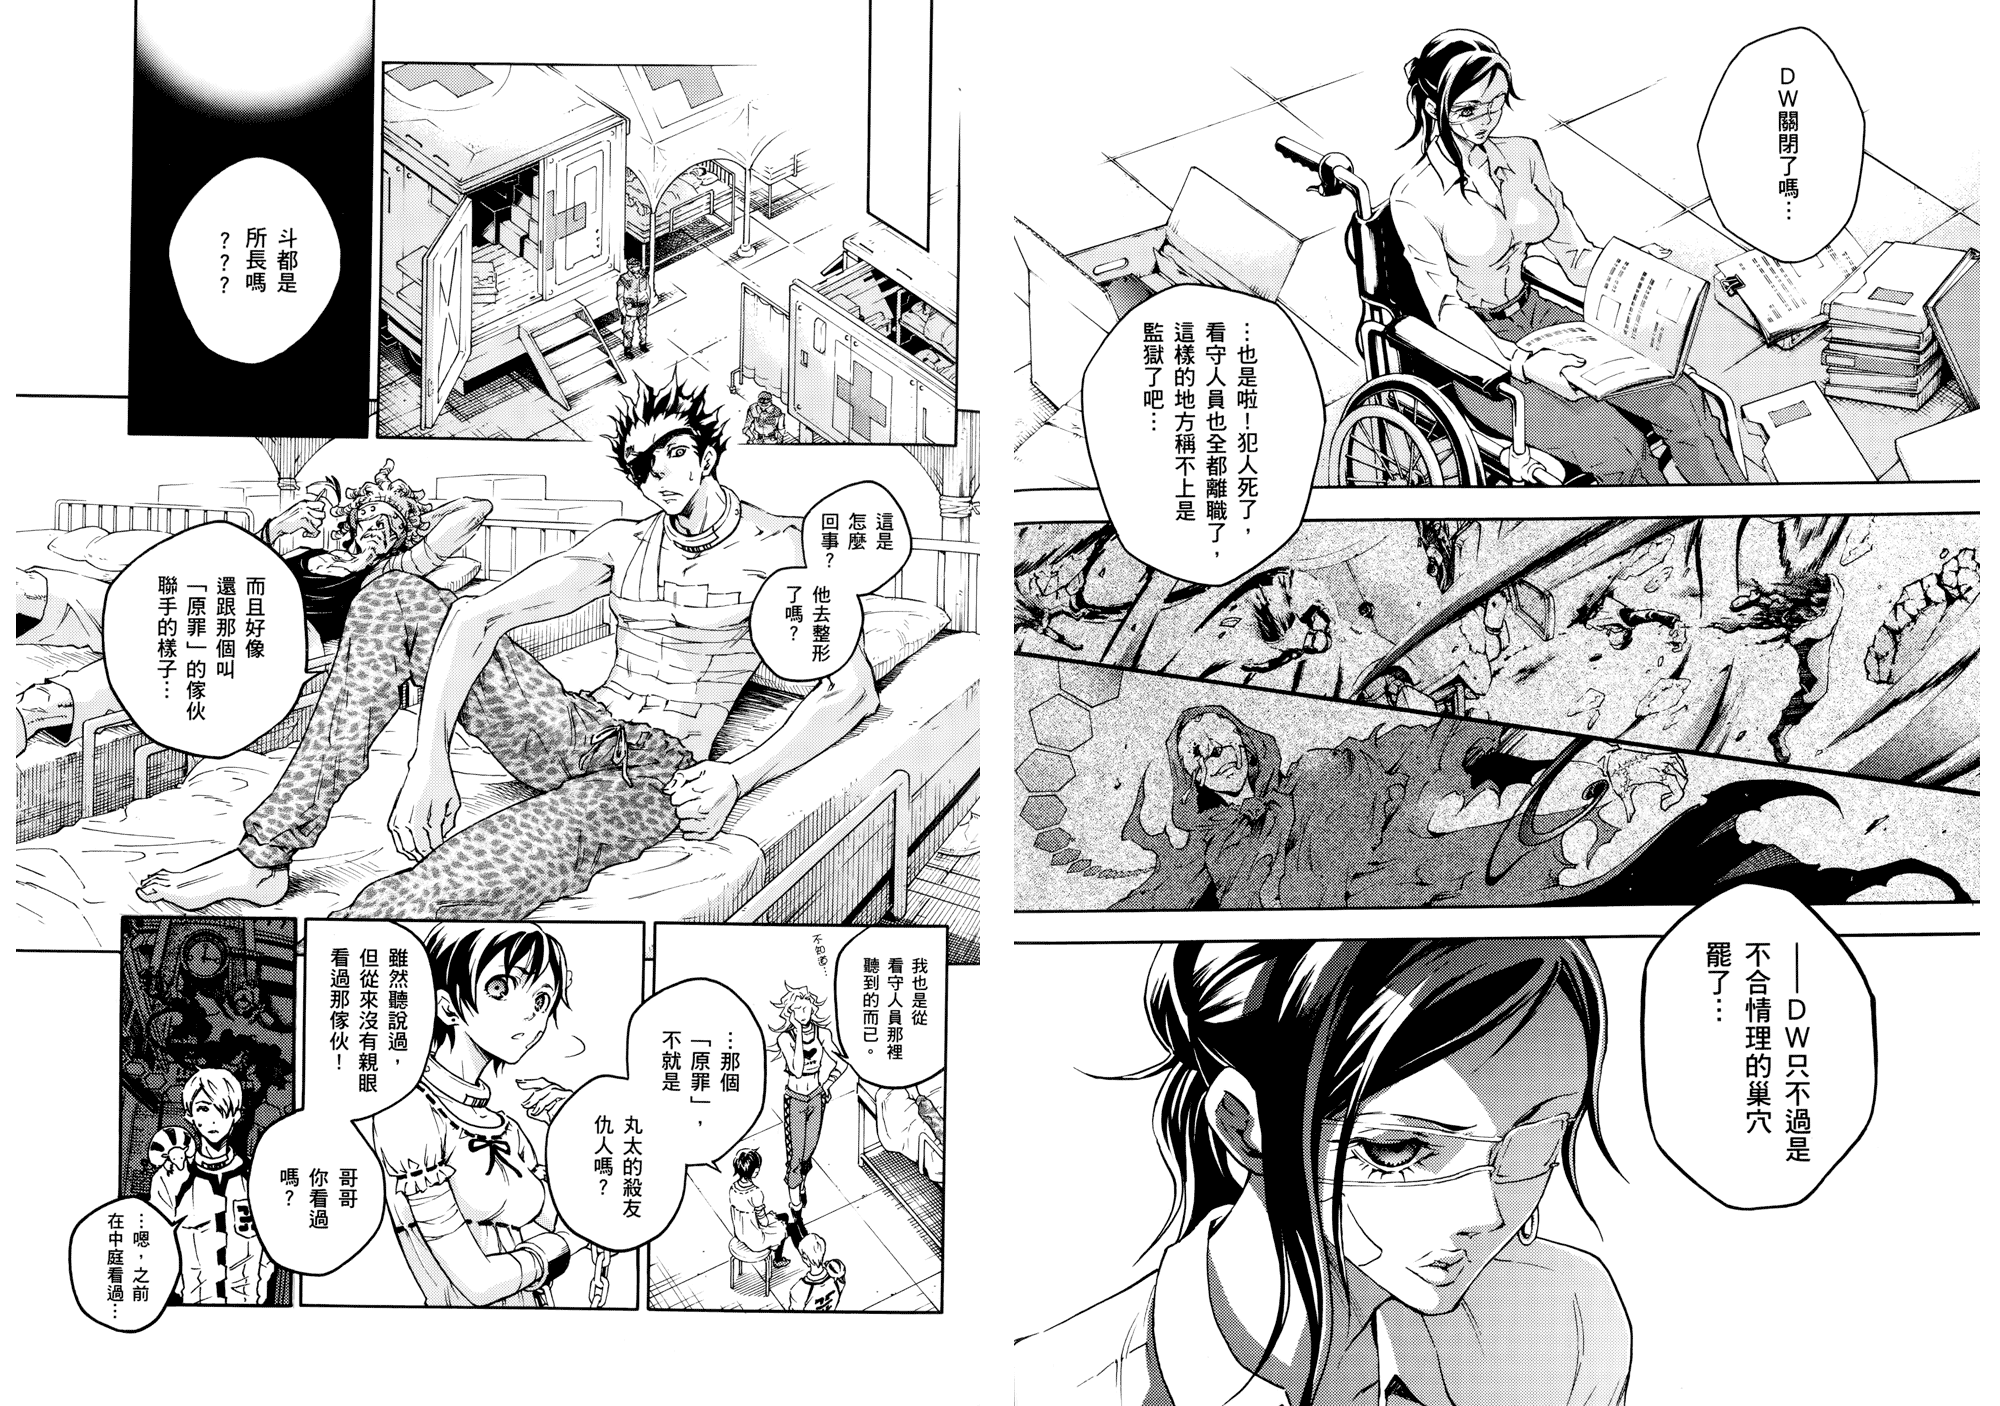 DW關閉了嗎…
…也是啦!犯人死了,
看守人員也全都離職了,
這樣的地方稱不上是
監獄了吧…
——DW只不過是
不合情理的巢穴
罷了…
斗都是
所長嗎
???
這是
怎麼
回事?
他去整形
了嗎?
而且好像
還跟那個叫
「原罪」的傢伙
聯手的樣子…
我也是從
看守人員那裡
聽到的而已。
不知道…
…那個
「原罪」,
不就是
丸太的殺友
仇人嗎?
雖然聽說過,
但從來沒有親眼
看過那傢伙!
哥哥
你看過
嗎?
…嗯,之前
在中庭看過…